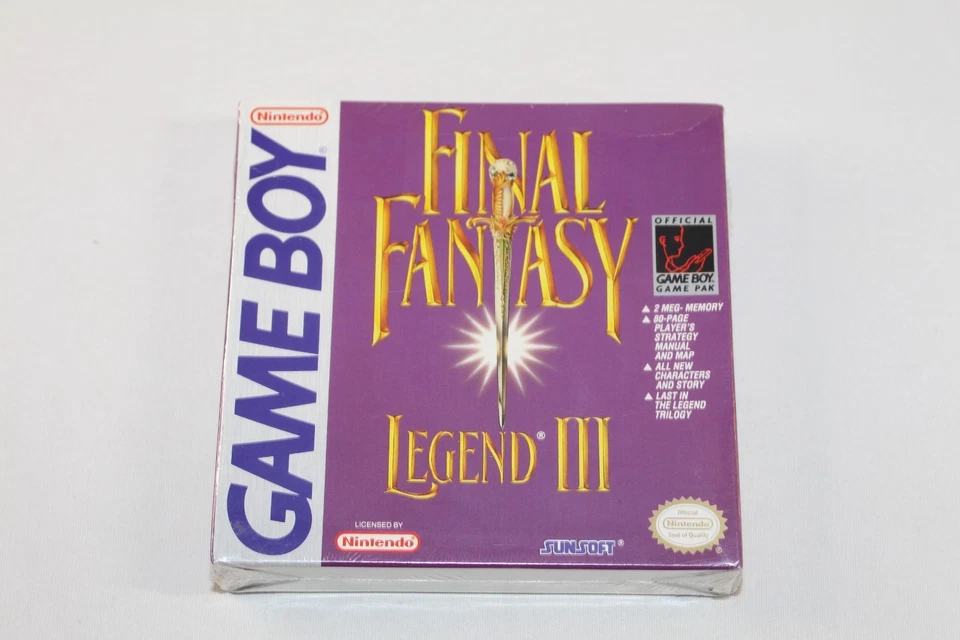 Nintendo®
GAME BOY®
FINAL
FANTASY
LEGEND® III
OFFICIAL
GAME BOY
GAME PAK
2 MEG- MEMORY
80-PAGE
PLAYER'S
STRATEGY
MANUAL
AND MAP
ALL NEW
CHARACTERS
AND STORY
LAST IN
THE LEGEND
TRILOGY
LICENSED BY
Nintendo®
SUNSOFT®
Official
Nintendo®
Seal of Quality
®